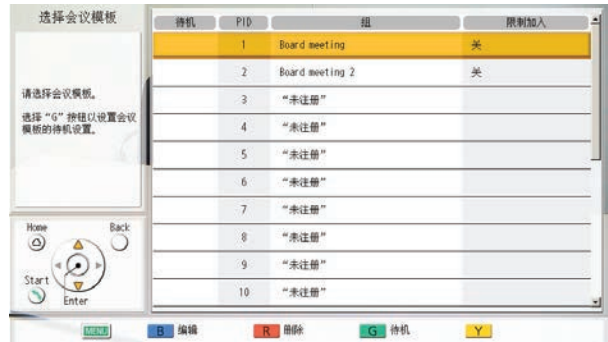 选择会议模板
待机 PID 组 限制加入
请选择会议模板。
选择“G”按钮以设置会议
模板的待机设置。
1 Board meeting 关
2 Board meeting 2 关
3 “未注册”
4 “未注册”
5 “未注册”
6 “未注册”
7 “未注册”
8 “未注册”
9 “未注册”
10 “未注册”
Home Back
Start
Enter
MENU B 编辑 R 删除 G 待机 Y